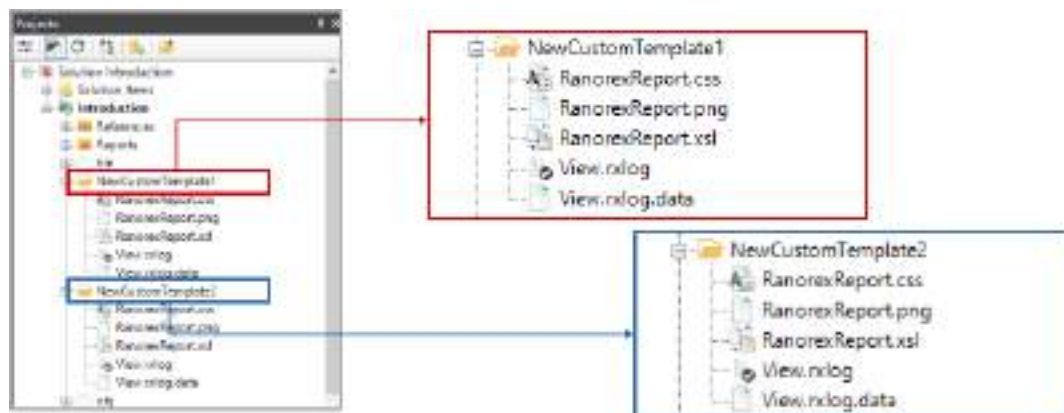 Projects
Solution Introduction
Solution Items
Introduction
References
Reports
NewCustomTemplate1
RanorexReport.css
RanorexReport.png
RanorexReport.xsl
View.rxlog
View.rxlog.data
NewCustomTemplate2
RanorexReport.css
RanorexReport.png
RanorexReport.xsl
View.rxlog
View.rxlog.data
NewCustomTemplate1
RanorexReport.css
RanorexReport.png
RanorexReport.xsl
View.rxlog
View.rxlog.data
NewCustomTemplate2
RanorexReport.css
RanorexReport.png
RanorexReport.xsl
View.rxlog
View.rxlog.data